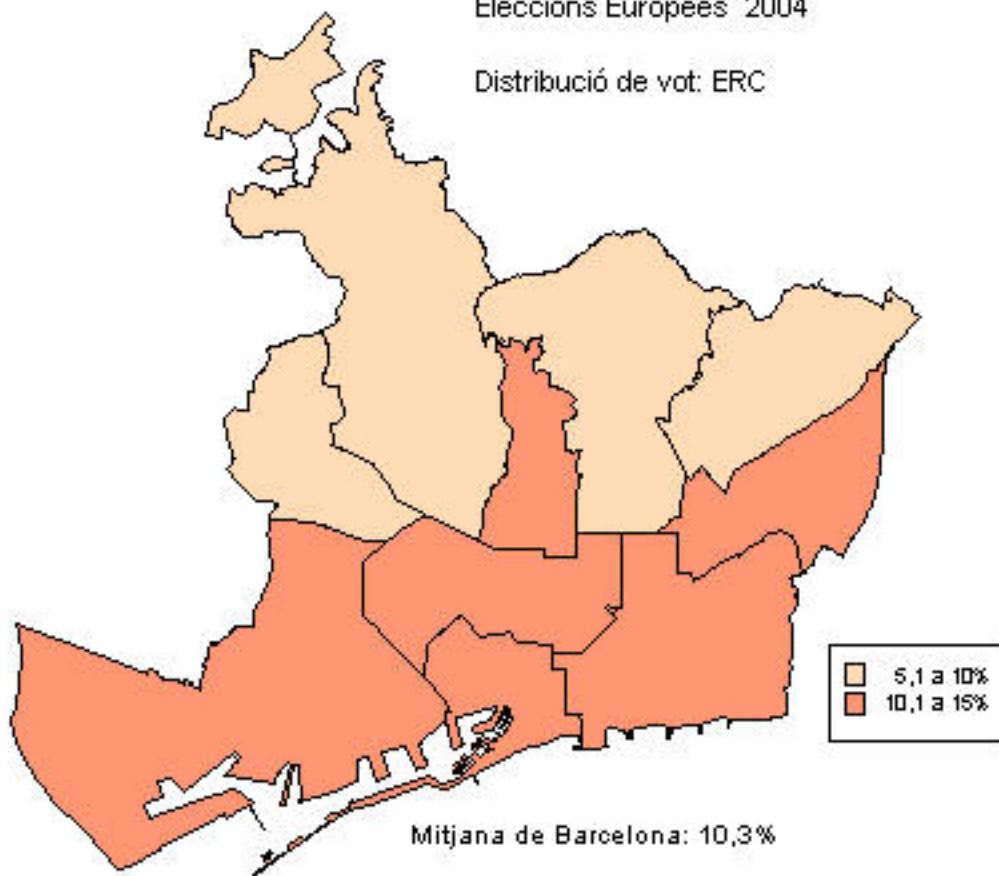 Eleccions Europees 2004
Distribució de vot: ERC
5,1 a 10%
10,1 a 15%
Mitjana de Barcelona: 10,3%